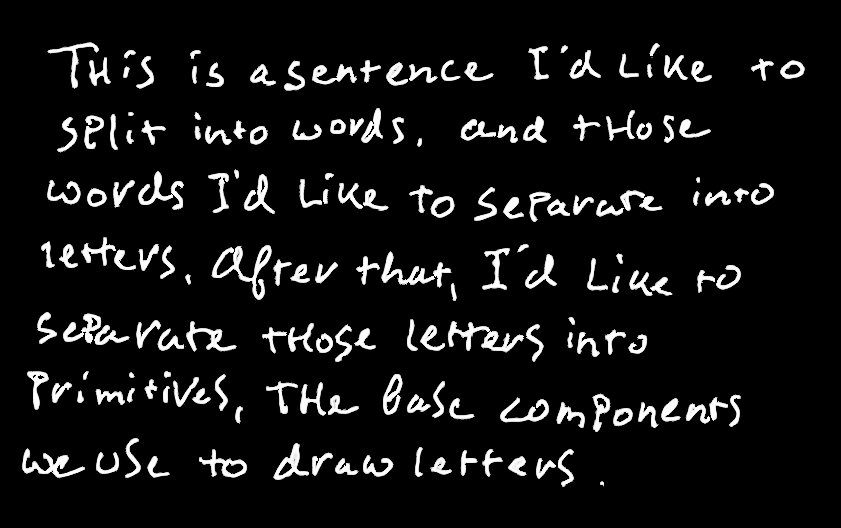 This is a sentence I'd like to
split into words, and those
words I'd like to separate into
letters. After that, I'd like to
separate those letters into
primitives, the base components
we use to draw letters.